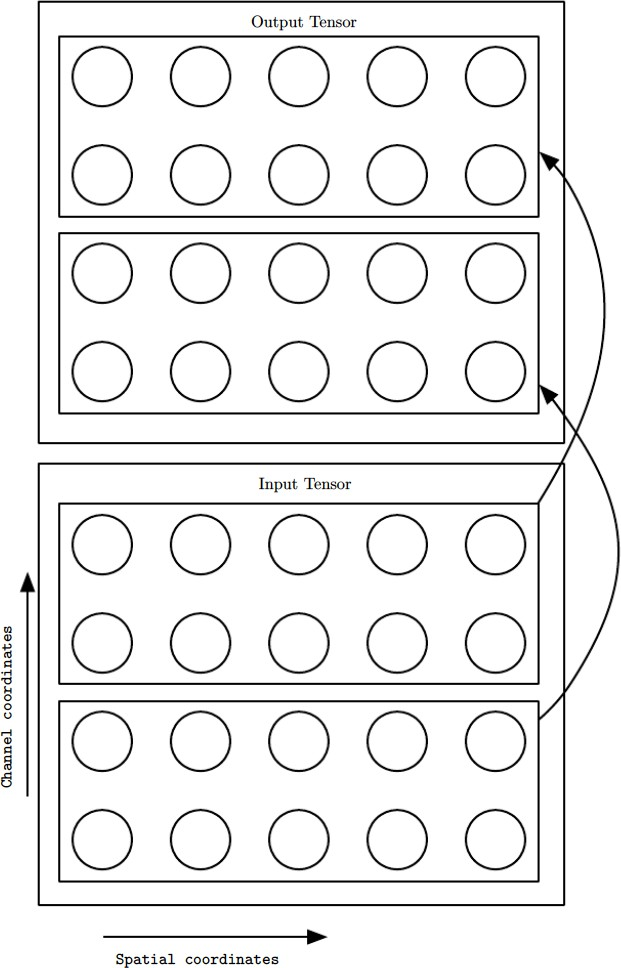 Output Tensor
Input Tensor
Channel coordinates
Spatial coordinates